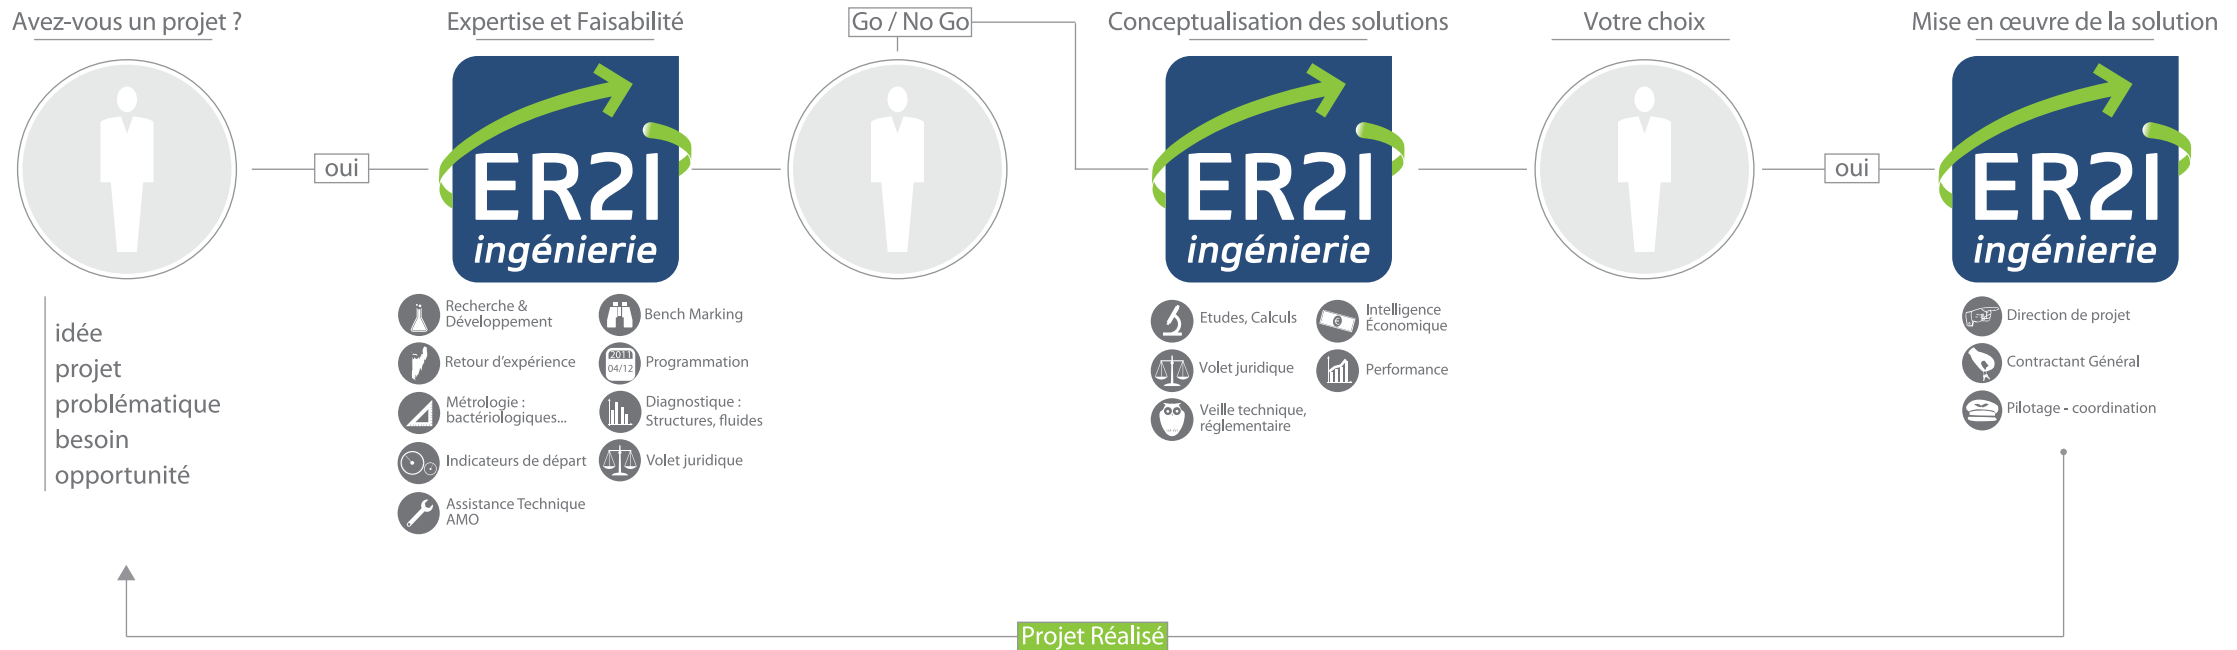 Avez-vous un projet ?
Expertise et Faisabilité
Go / No Go
Conceptualisation des solutions
Votre choix
Mise en œuvre de la solution
oui
ER2I
ingénierie
ER2I
ingénierie
oui
ER2I
ingénierie
idée
projet
problématique
besoin
opportunité
Recherche &
Développement
Retour d'expérience
Métrologie :
bactériologiques...
Indicateurs de départ
Assistance Technique
AMO
Bench Marking
2011
04/12
Programmation
Diagnostique :
Structures, fluides
Volet juridique
Etudes, Calculs
Volet juridique
Veille technique,
réglementaire
Intelligence
Économique
Performance
Direction de projet
Contractant Général
Pilotage - coordination
Projet Réalisé